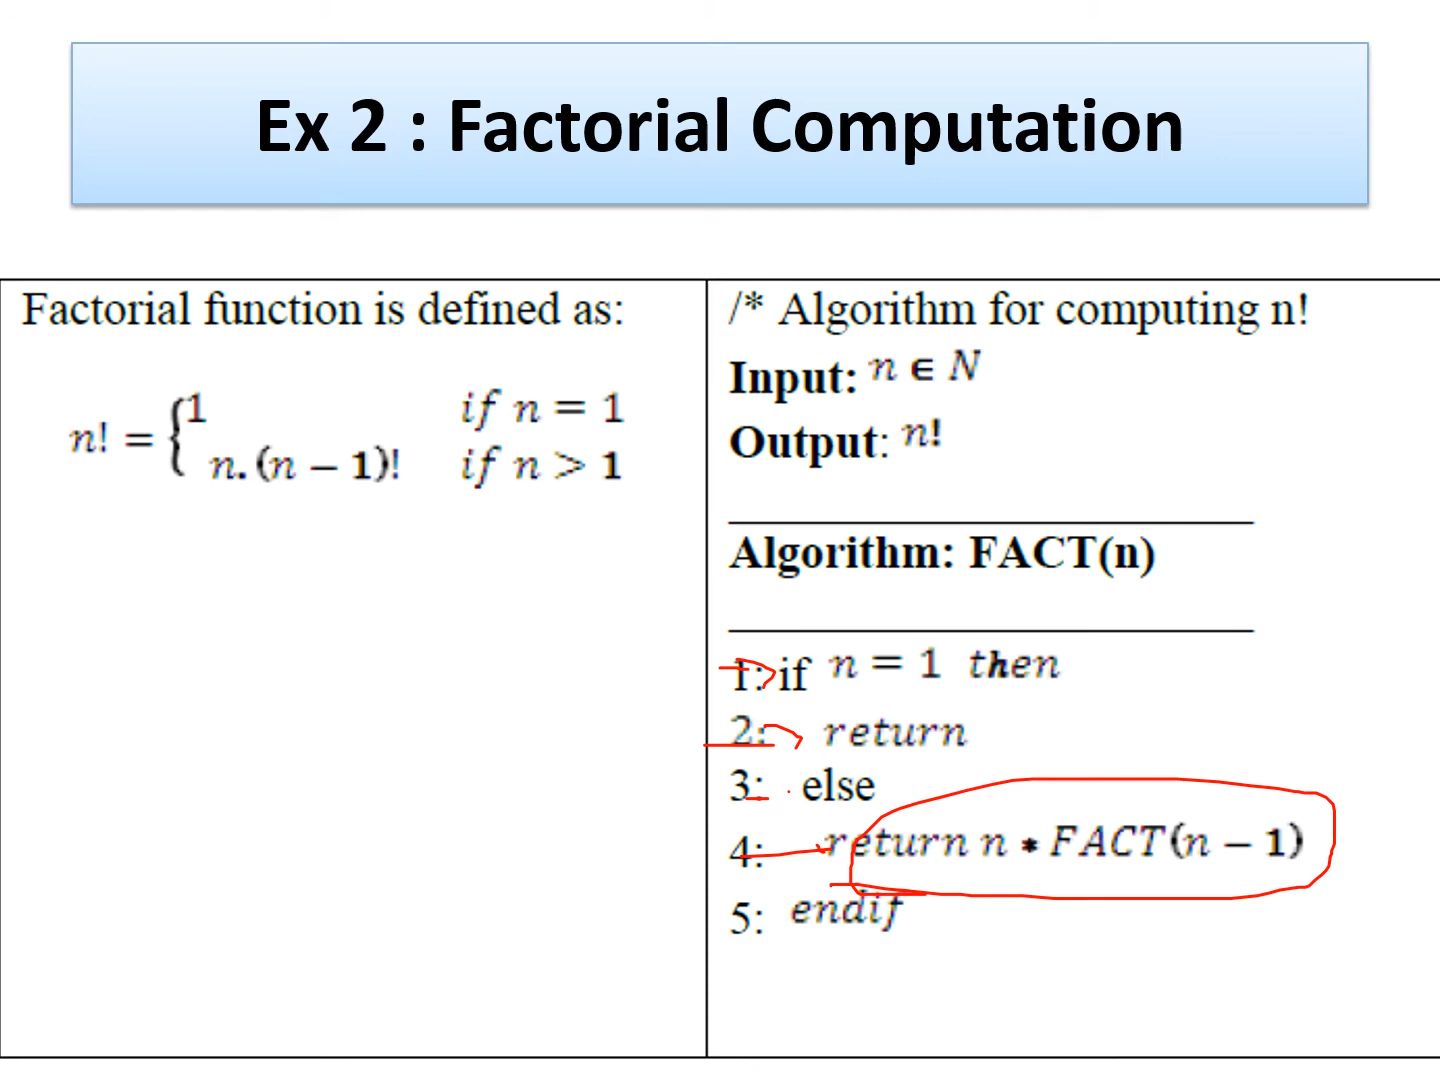 Ex 2 : Factorial Computation
Factorial function is defined as:
n! = {1 if n = 1
n. (n − 1)! if n > 1
/* Algorithm for computing n!
Input: n ∈ N
Output: n!
Algorithm: FACT(n)
1: if n = 1 then
2: return
3: else
4: return n * FACT(n − 1)
5: endif